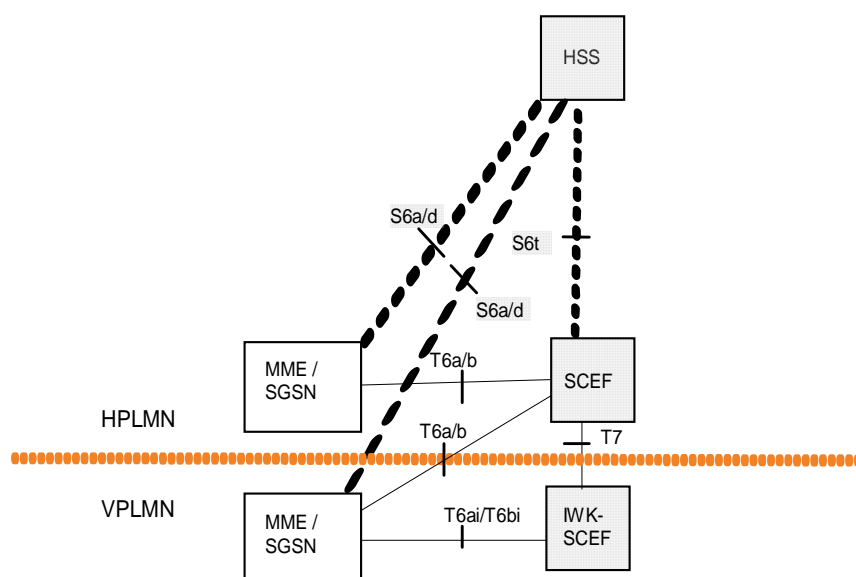 HSS
S6a/d
S6t
S6a/d
MME /
SGSN
T6a/b
SCEF
HPLMN
T6a/b
T7
VPLMN
MME /
SGSN
T6ai/T6bi
IWK-
SCEF